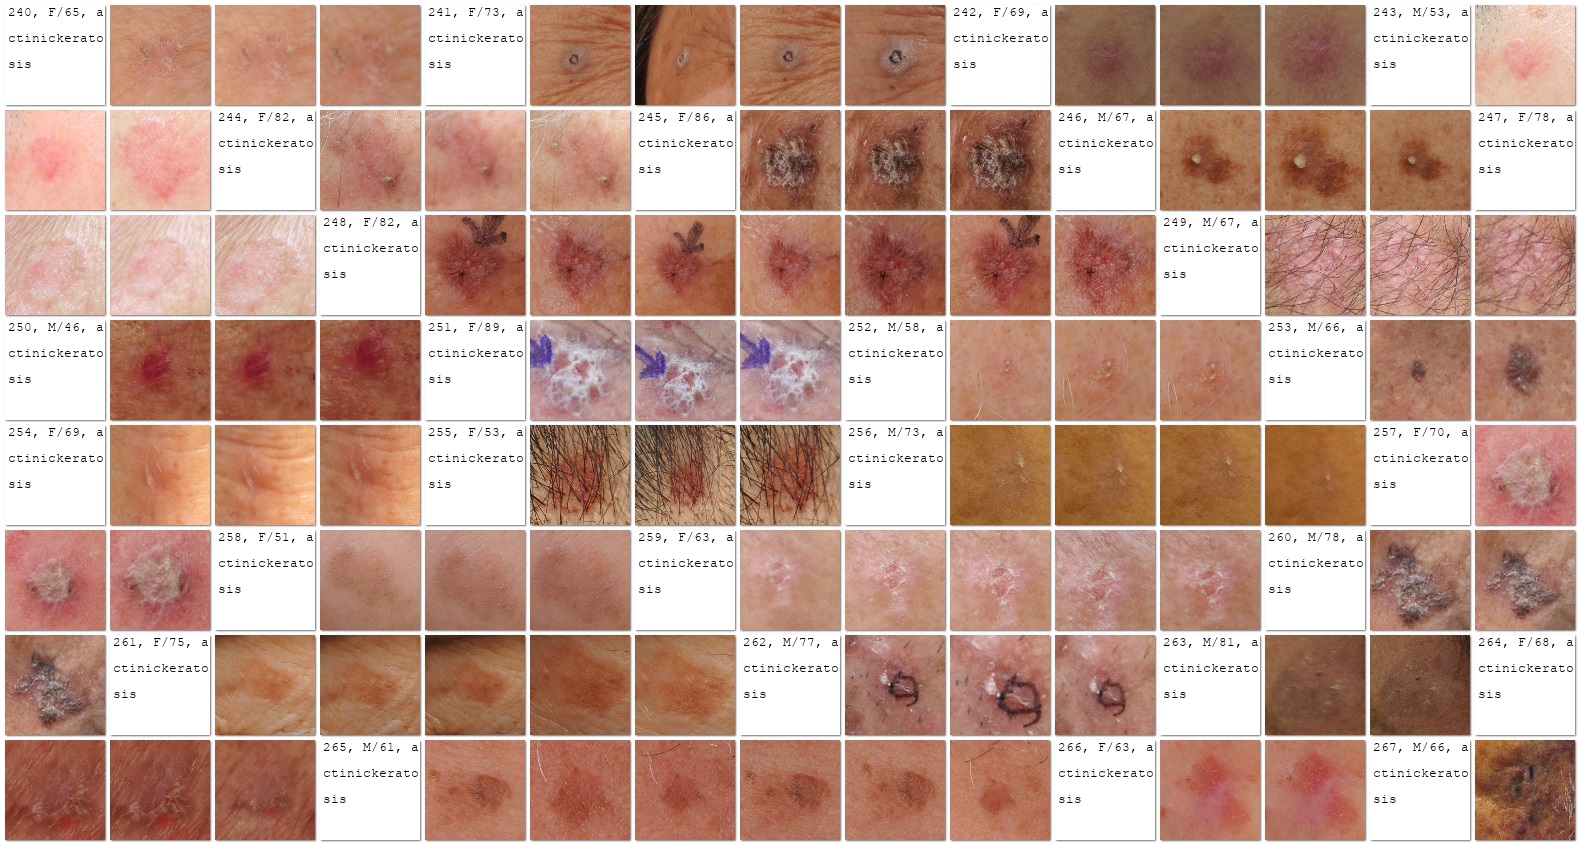 240, F/65, a
ctinickerato
sis
241, F/73, a
ctinickerato
sis
242, F/69, a
ctinickerato
sis
243, M/53, a
ctinickerato
sis
244, F/82, a
ctinickerato
sis
245, F/86, a
ctinickerato
sis
246, M/67, a
ctinickerato
sis
247, F/78, a
ctinickerato
sis
248, F/82, a
ctinickerato
sis
249, M/67, a
ctinickerato
sis
250, M/46, a
ctinickerato
sis
251, F/89, a
ctinickerato
sis
252, M/58, a
ctinickerato
sis
253, M/66, a
ctinickerato
sis
254, F/69, a
ctinickerato
sis
255, F/53, a
ctinickerato
sis
256, M/73, a
ctinickerato
sis
257, F/70, a
ctinickerato
sis
258, F/51, a
ctinickerato
sis
259, F/63, a
ctinickerato
sis
260, M/78, a
ctinickerato
sis
261, F/75, a
ctinickerato
sis
262, M/77, a
ctinickerato
sis
263, M/81, a
ctinickerato
sis
264, F/68, a
ctinickerato
sis
265, M/61, a
ctinickerato
sis
266, F/63, a
ctinickerato
sis
267, M/66, a
ctinickerato
sis